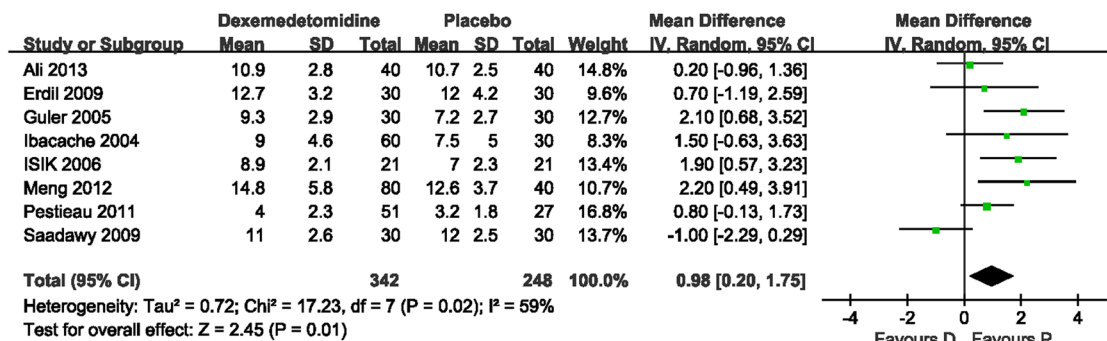 Dexemedetomidine Placebo Mean Difference Mean Difference
Study or Subgroup Mean SD Total Mean SD Total Weight IV, Random, 95% CI IV, Random, 95% CI
Ali 2013 10.9 2.8 40 10.7 2.5 40 14.8% 0.20 [-0.96, 1.36]
Erdil 2009 12.7 3.2 30 12 4.2 30 9.6% 0.70 [-1.19, 2.59]
Guler 2005 9.3 2.9 30 7.2 2.7 30 12.7% 2.10 [0.68, 3.52]
Ibacache 2004 9 4.6 60 7.5 5 30 8.3% 1.50 [-0.63, 3.63]
ISIK 2006 8.9 2.1 21 7 2.3 21 13.4% 1.90 [0.57, 3.23]
Meng 2012 14.8 5.8 80 12.6 3.7 40 10.7% 2.20 [0.49, 3.91]
Pestieau 2011 4 2.3 51 3.2 1.8 27 16.8% 0.80 [-0.13, 1.73]
Saadawy 2009 11 2.6 30 12 2.5 30 13.7% -1.00 [-2.29, 0.29]
Total (95% CI) 342 248 100.0% 0.98 [0.20, 1.75]
Heterogeneity: Tau² = 0.72; Chi² = 17.23, df = 7 (P = 0.02); I² = 59%
Test for overall effect: Z = 2.45 (P = 0.01)
-4 -2 0 2 4
Favours D Favours P